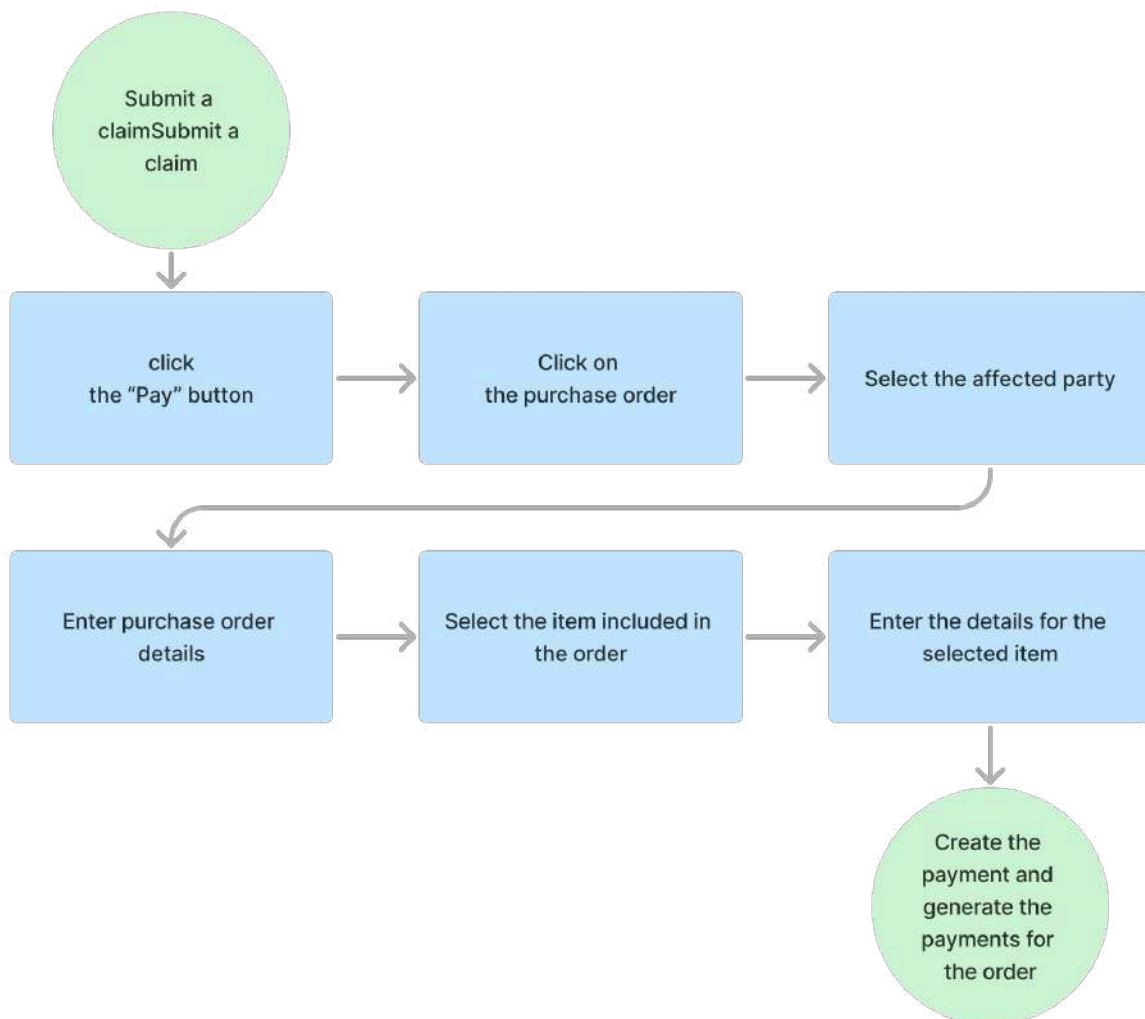 Submit a
claimSubmit a
claim
click
the “Pay” button
Click on
the purchase order
Select the affected party
Enter purchase order
details
Select the item included in
the order
Enter the details for the
selected item
Create the
payment and
generate the
payments for
the order